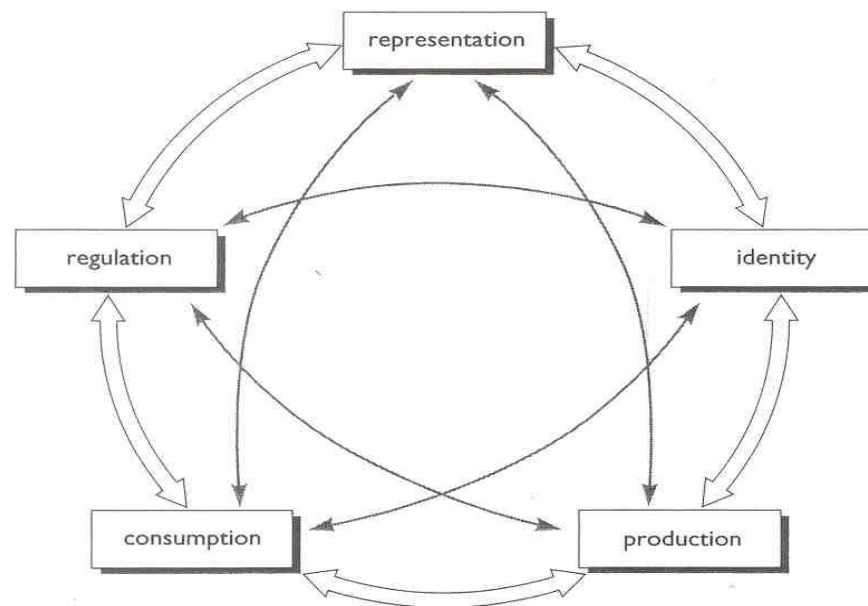 representation
regulation
identity
consumption
production